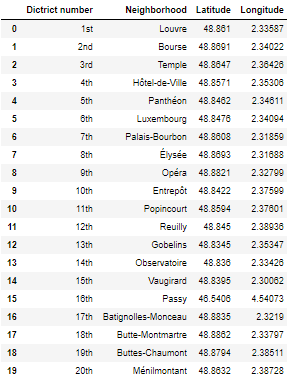 Dictrict number Neighborhood Latitude Longitude
0 1st Louvre 48.861 2.33587
1 2nd Bourse 48.8691 2.34022
2 3rd Temple 48.8647 2.36426
3 4th Hôtel-de-Ville 48.8571 2.35306
4 5th Panthéon 48.8462 2.34611
5 6th Luxembourg 48.8476 2.34094
6 7th Palais-Bourbon 48.8608 2.31859
7 8th Élysée 48.8693 2.31688
8 9th Opéra 48.8821 2.32799
9 10th Entrepôt 48.8422 2.37599
10 11th Popincourt 48.8594 2.37601
11 12th Reuilly 48.845 2.38936
12 13th Gobelins 48.8345 2.35347
13 14th Observatoire 48.836 2.33426
14 15th Vaugirard 48.8395 2.30062
15 16th Passy 46.5406 4.54073
16 17th Batignolles-Monceau 48.8835 2.3219
17 18th Butte-Montmartre 48.8862 2.33797
18 19th Buttes-Chaumont 48.8794 2.38511
19 20th Ménilmontant 48.8632 2.38728